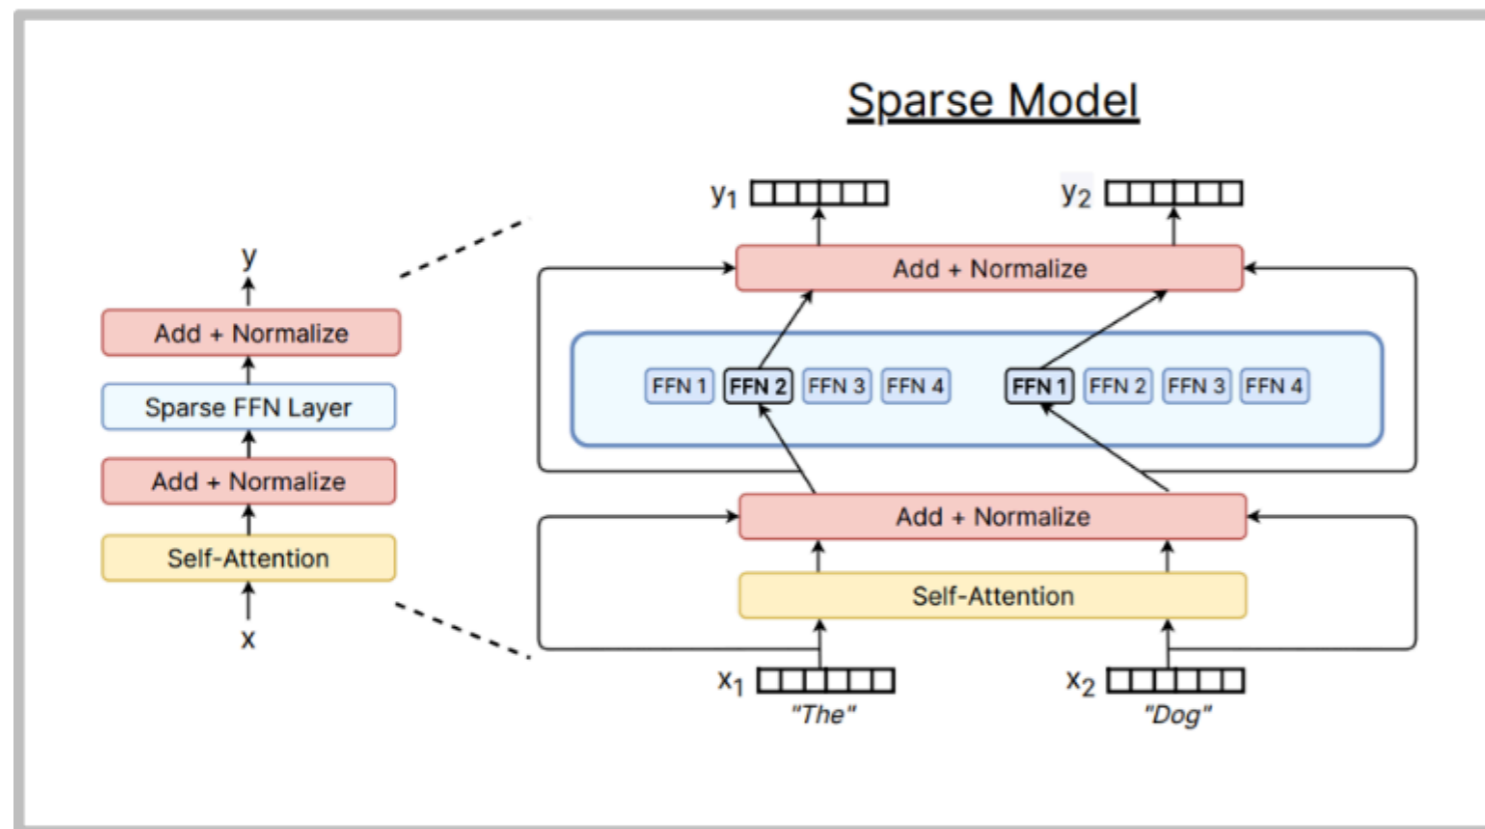 Sparse Model
y
Add + Normalize
Sparse FFN Layer
Add + Normalize
Self-Attention
x
y1
y2
Add + Normalize
FFN 1 FFN 2 FFN 3 FFN 4
FFN 1 FFN 2 FFN 3 FFN 4
Add + Normalize
Self-Attention
x1
x2
"The"
"Dog"